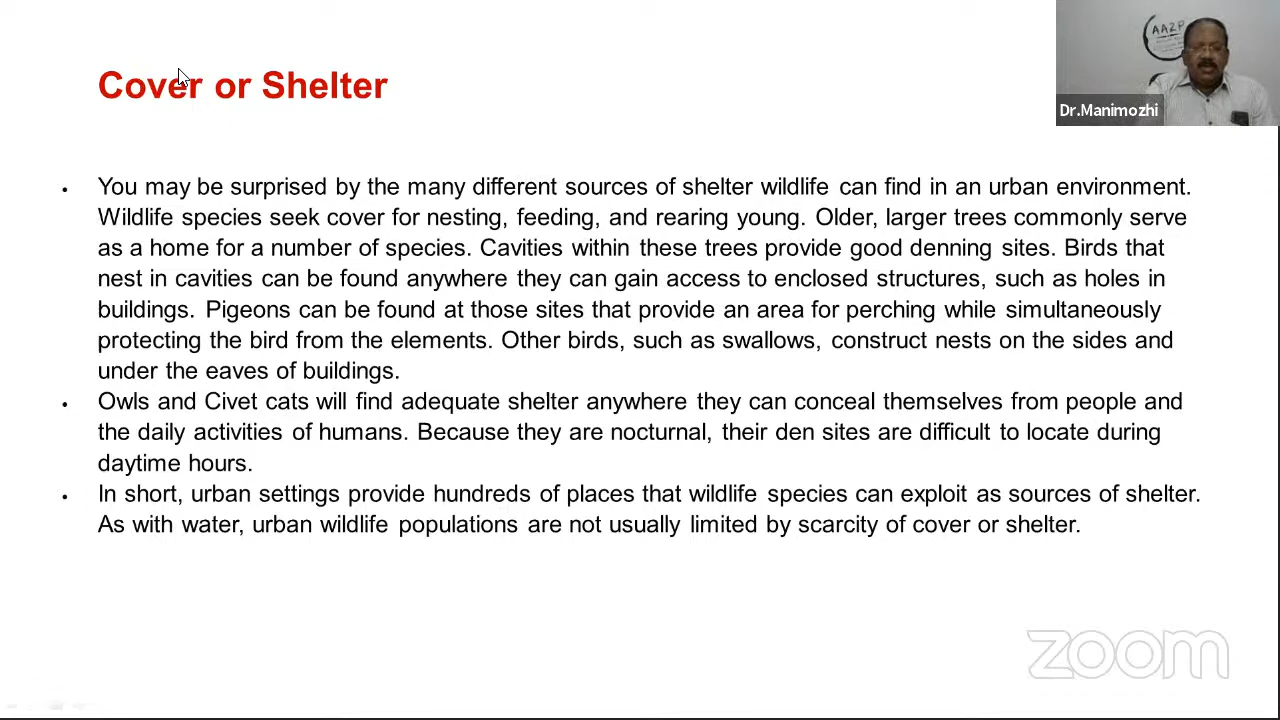 Cover or Shelter
AAZP
Dr.Manimozhi
• You may be surprised by the many different sources of shelter wildlife can find in an urban environment.
Wildlife species seek cover for nesting, feeding, and rearing young. Older, larger trees commonly serve
as a home for a number of species. Cavities within these trees provide good denning sites. Birds that
nest in cavities can be found anywhere they can gain access to enclosed structures, such as holes in
buildings. Pigeons can be found at those sites that provide an area for perching while simultaneously
protecting the bird from the elements. Other birds, such as swallows, construct nests on the sides and
under the eaves of buildings.
• Owls and Civet cats will find adequate shelter anywhere they can conceal themselves from people and
the daily activities of humans. Because they are nocturnal, their den sites are difficult to locate during
daytime hours.
• In short, urban settings provide hundreds of places that wildlife species can exploit as sources of shelter.
As with water, urban wildlife populations are not usually limited by scarcity of cover or shelter.
zoom